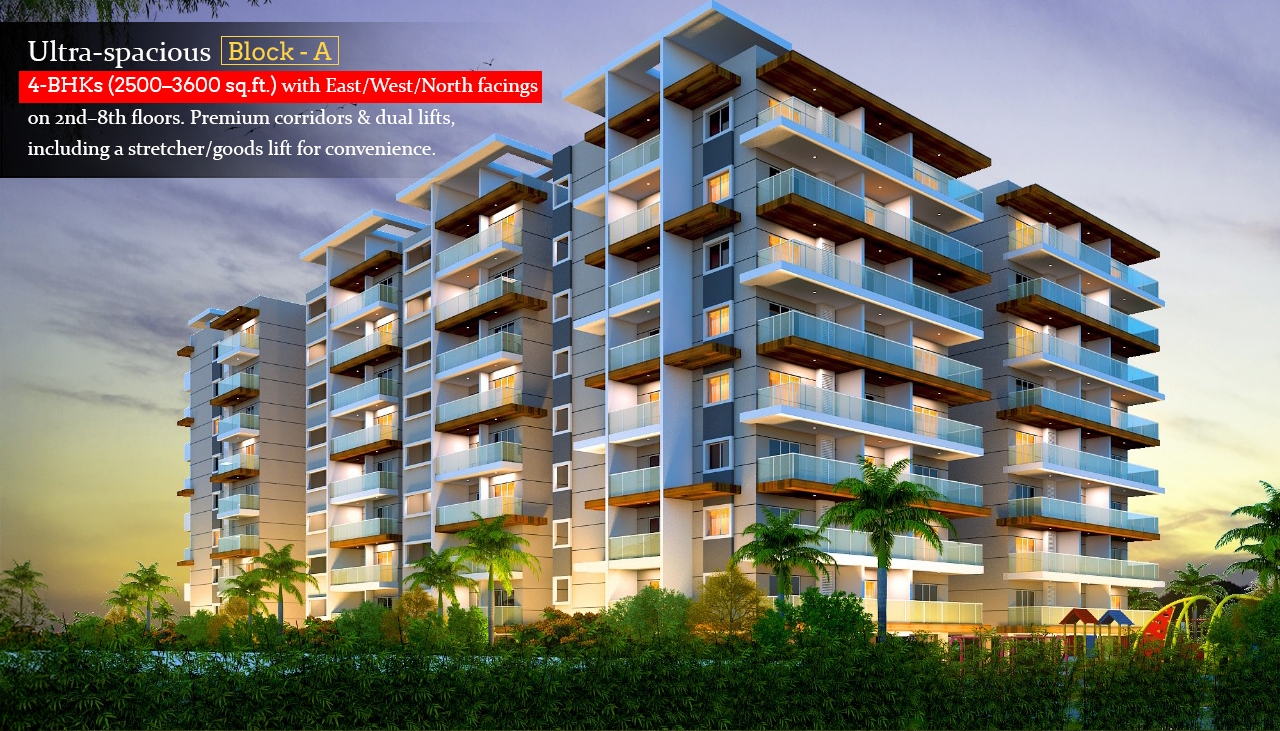 Ultra-spacious Block - A
4-BHKs (2500–3600 sq.ft.) with East/West/North facings
on 2nd–8th floors. Premium corridors & dual lifts,
including a stretcher/goods lift for convenience.